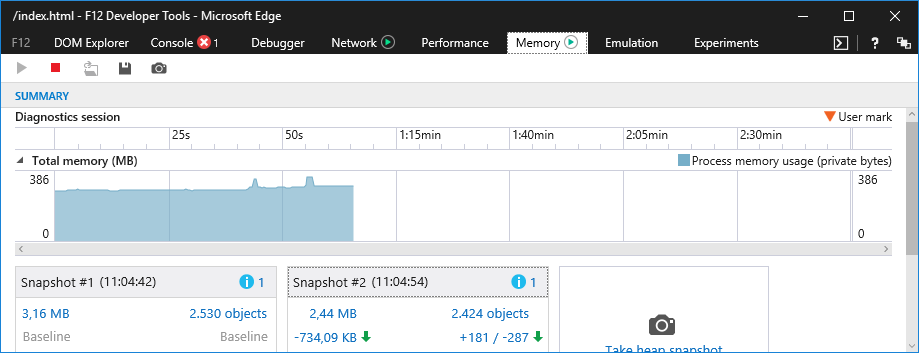 /index.html - F12 Developer Tools - Microsoft Edge
F12 DOM Explorer Console 1 Debugger Network Performance Memory Emulation Experiments ?
SUMMARY
Diagnostics session User mark
25s 50s 1:15min 1:40min 2:05min 2:30min
Total memory (MB) Process memory usage (private bytes)
386 386
0 0
Snapshot #1 (11:04:42) 1 Snapshot #2 (11:04:54) 1
3,16 MB 2.530 objects 2,44 MB 2.424 objects
Baseline Baseline -734,09 KB +181 / -287
Take heap snapshot